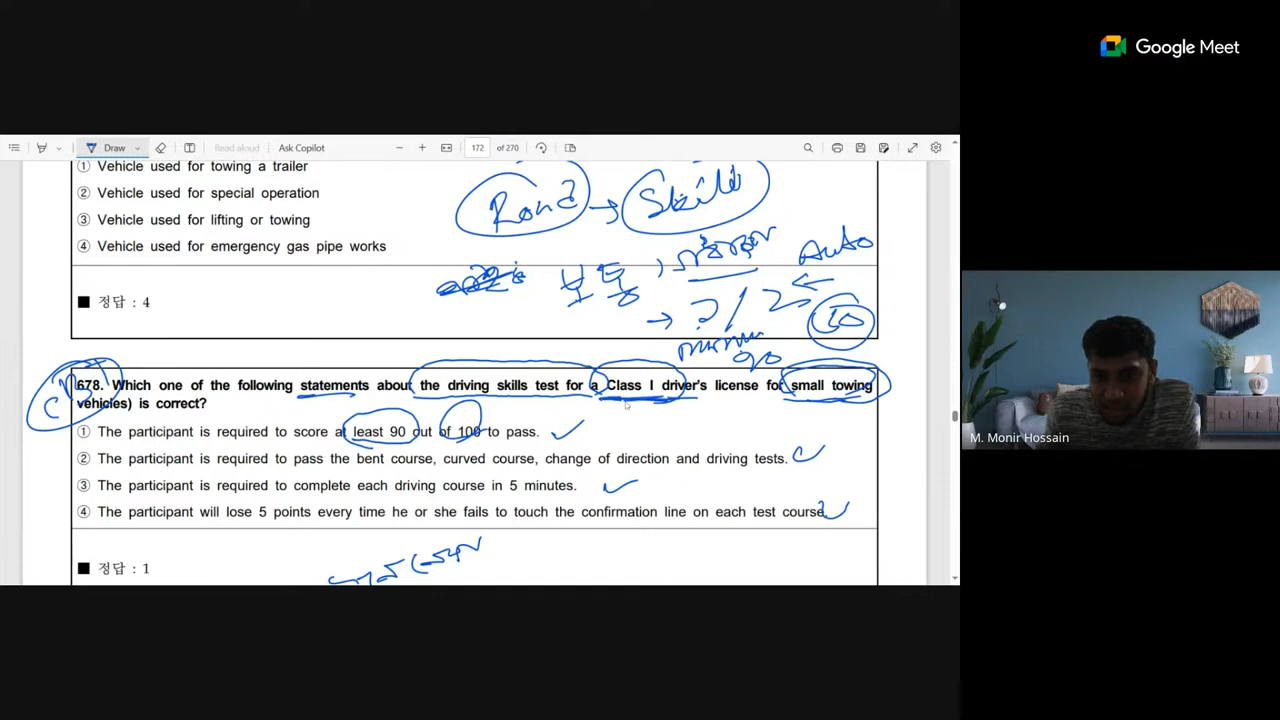 Google Meet
Draw
Read aloud
Ask Copilot
172
of 270
① Vehicle used for towing a trailer
② Vehicle used for special operation
③ Vehicle used for lifting or towing
④ Vehicle used for emergency gas pipe works
Road → Skill
보통
Auto
■ 정답 : 4
678. Which one of the following statements about the driving skills test for a Class I driver's license for small towing
vehicles) is correct?
① The participant is required to score at least 90 out of 100 to pass.
② The participant is required to pass the bent course, curved course, change of direction and driving tests.
③ The participant is required to complete each driving course in 5 minutes.
④ The participant will lose 5 points every time he or she fails to touch the confirmation line on each test course.
■ 정답 : 1
M. Monir Hossain